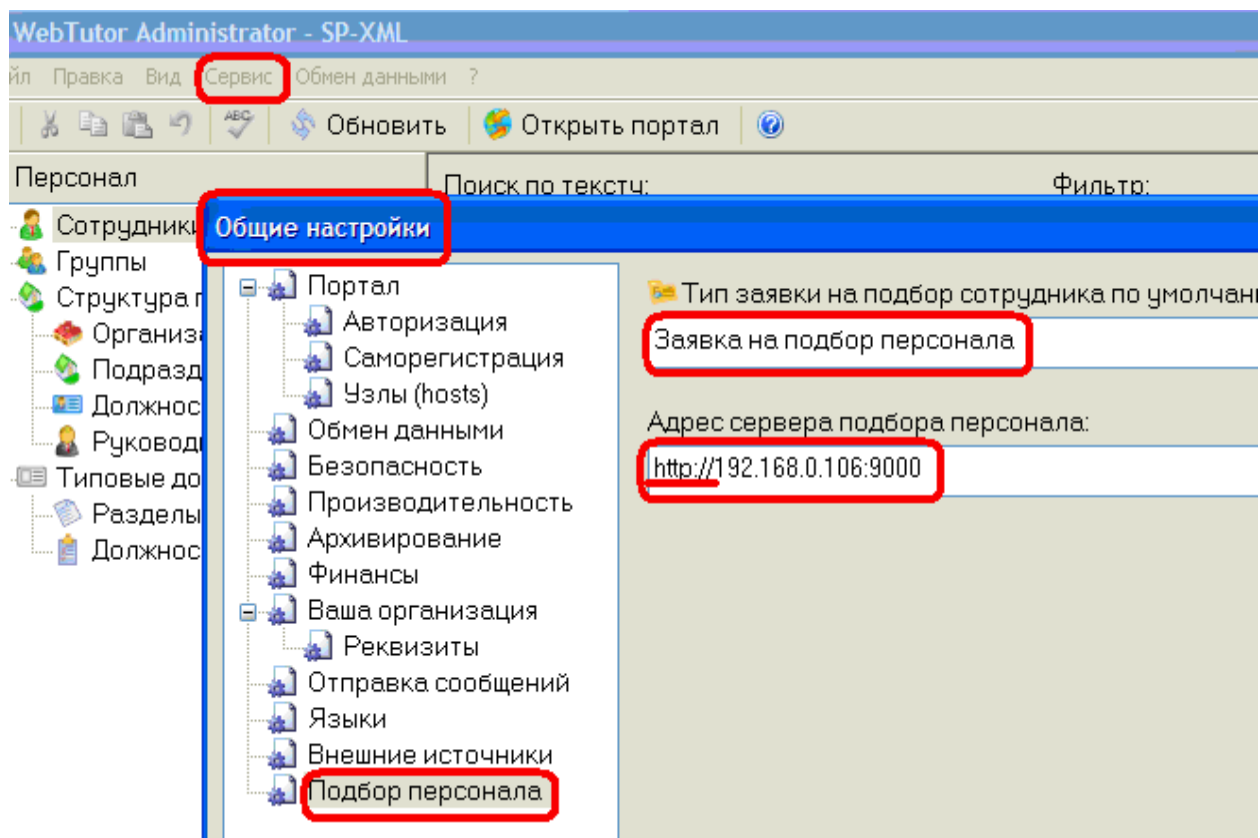 WebTutor Administrator - SP-XML
йл Правка Вид Сервис Обмен данными ?
ABC Обновить Открыть портал ?
Персонал
Поиск по тексту: Фильтр:
Сотрудники
Группы
Структура п
Организа
Подразд
Должнос
Руководи
Типовые до
Разделы
Должнос
Общие настройки
Портал
Авторизация
Саморегистрация
Узлы (hosts)
Обмен данными
Безопасность
Производительность
Архивирование
Финансы
Ваша организация
Реквизиты
Отправка сообщений
Языки
Внешние источники
Подбор персонала
Тип заявки на подбор сотрудника по умолчан
Заявка на подбор персонала
Адрес сервера подбора персонала:
http://192.168.0.106:9000